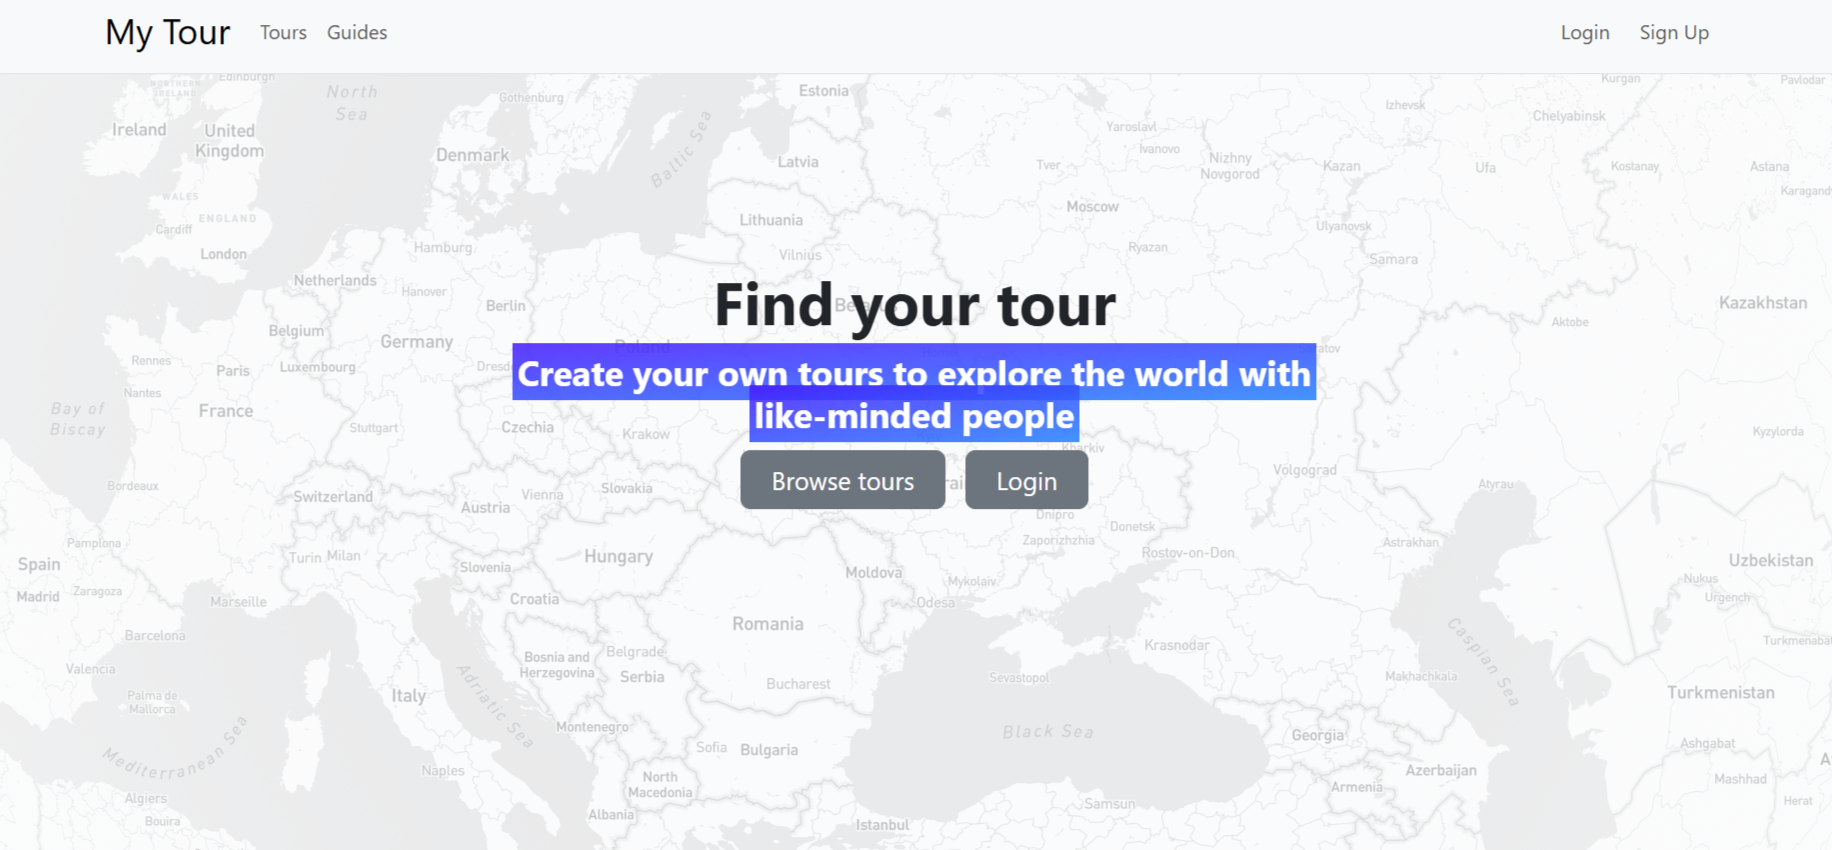 My Tour
Tours
Guides
Login
Sign Up
Find your tour
Create your own tours to explore the world with
like-minded people
Browse tours
Login
Edinburgh
NORTHERN
IRELAND
North
Sea
Gothenburg
Estonia
Kurgan
Pavlodar
Izhevsk
Chelyabinsk
Ireland
United
Kingdom
Denmark
Baltic Sea
Latvia
Yaroslavl
Ivanovo
Tver
Nizhny
Novgorod
Kazan
Ufa
Kostanay
Astana
Karagand
WALES
ENGLAND
Cardiff
London
Lithuania
Vilnius
Moscow
Ryazan
Ulyanovsk
Samara
Hamburg
Netherlands
Hanover
Berlin
Kazakhstan
Aktobe
Belgium
Germany
Poland
Rennes
Paris
Luxembourg
Nantes
Bay of
Biscay
France
Stuttgart
Czechia
Krakow
Kharkiv
Kyzylorda
Bordeaux
Switzerland
Vienna
Slovakia
Austria
Volgograd
Atyrau
Dnipro
Donetsk
Zaporizhzhia
Rostov-on-Don
Astrakhan
Spain
Pamplona
Turin
Milan
Hungary
Slovenia
Moldova
Mykolaiv
Uzbekistan
Nukus
Urgench
Madrid
Zaragoza
Marseille
Croatia
Odesa
Romania
Barcelona
Valencia
Palma de
Mallorca
Bosnia and
Herzegovina
Belgrade
Serbia
Bucharest
Sevastopol
Krasnodar
Makhachkala
Caspian Sea
Turkmenabat
Turkmenistan
Italy
Adriatic Sea
Montenegro
Sofia
Bulgaria
Black Sea
Georgia
Ashgabat
Mashhad
Herat
Mediterranean Sea
Naples
North
Macedonia
Albania
Azerbaijan
Armenia
Samsun
Istanbul
Algiers
Bouira